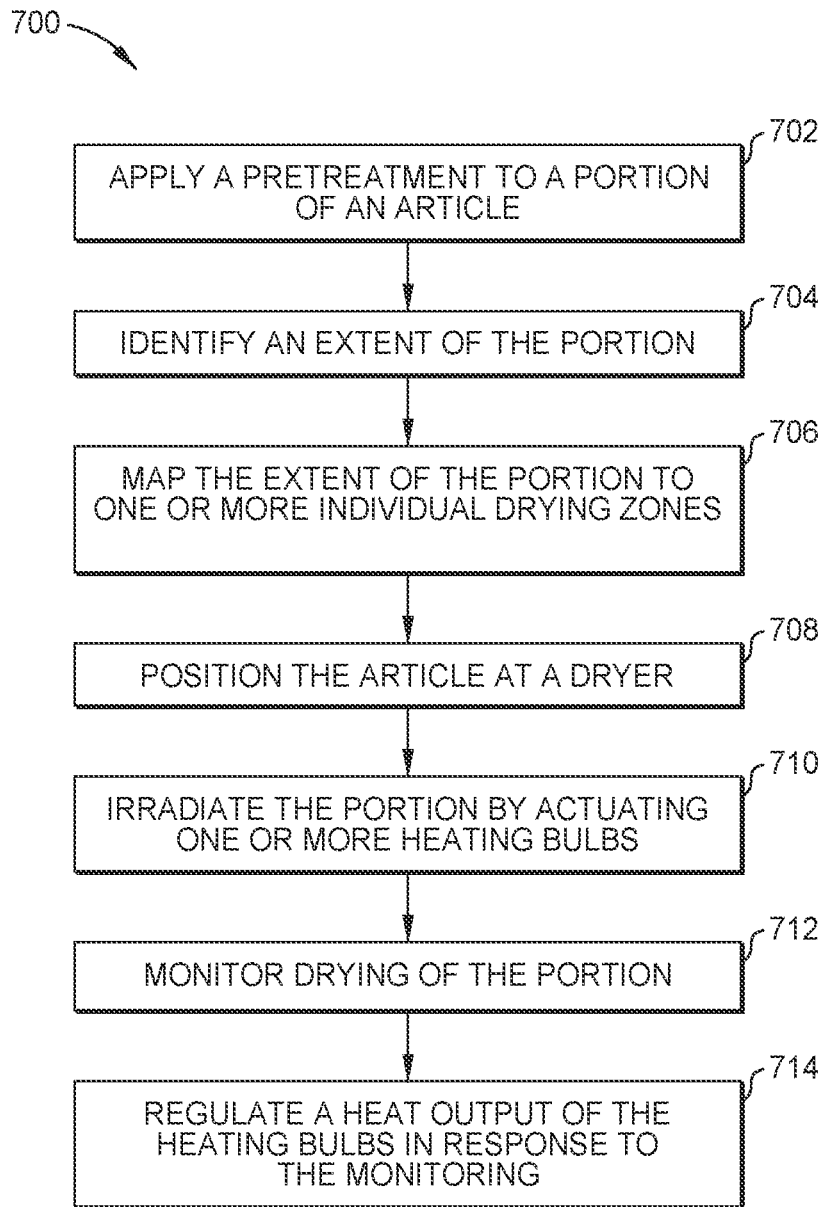 700
702
APPLY A PRETREATMENT TO A PORTION
OF AN ARTICLE
704
IDENTIFY AN EXTENT OF THE PORTION
706
MAP THE EXTENT OF THE PORTION TO
ONE OR MORE INDIVIDUAL DRYING ZONES
708
POSITION THE ARTICLE AT A DRYER
710
IRRADIATE THE PORTION BY ACTUATING
ONE OR MORE HEATING BULBS
712
MONITOR DRYING OF THE PORTION
714
REGULATE A HEAT OUTPUT OF THE
HEATING BULBS IN RESPONSE TO
THE MONITORING